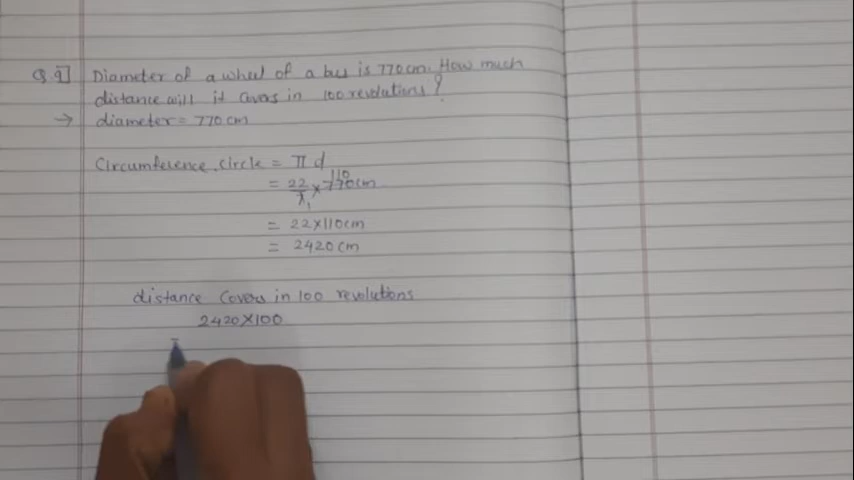 Q.9] Diameter of a wheel of a bus is 770 cm. How much
distance will it covers in 100 revolutions?
→ diameter = 770 cm
Circumference circle = π d
= 22/7 × 770 cm 110
1
= 22×110 cm
= 2420 cm
distance covers in 100 revolutions
2420×100
=